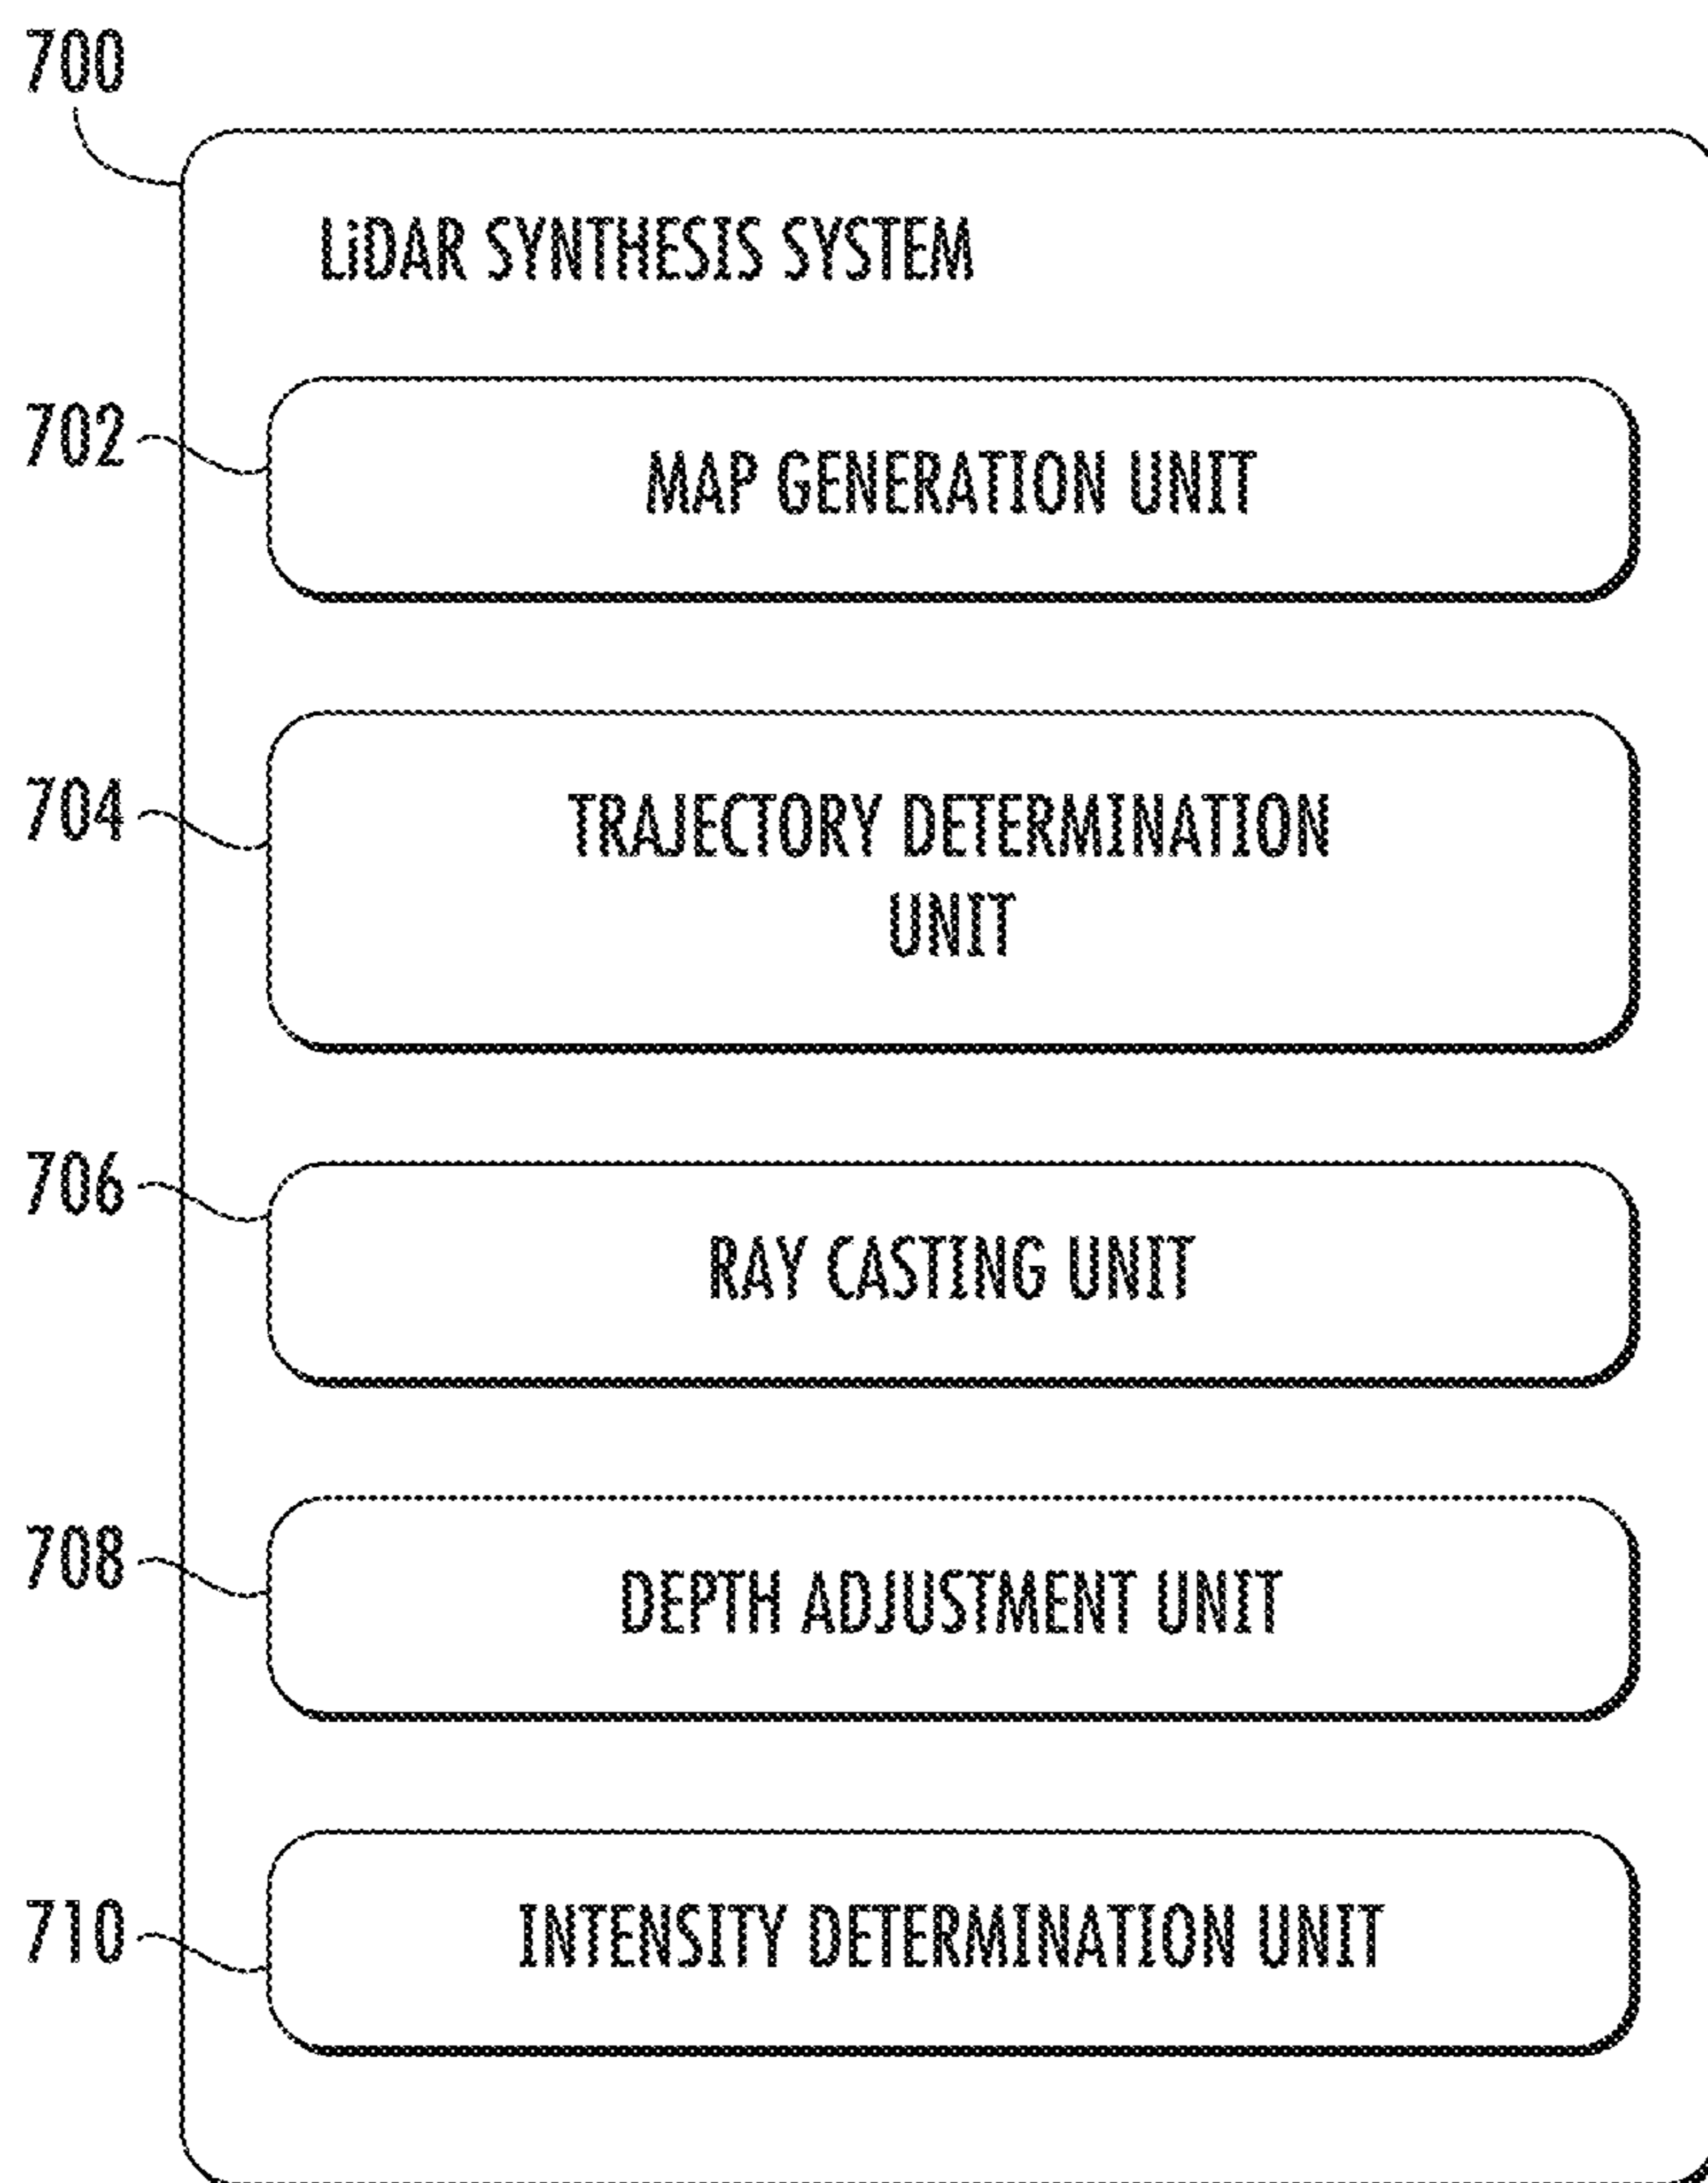 700
LiDAR SYNTHESIS SYSTEM
702
MAP GENERATION UNIT
704
TRAJECTORY DETERMINATION
UNIT
706
RAY CASTING UNIT
708
DEPTH ADJUSTMENT UNIT
710
INTENSITY DETERMINATION UNIT